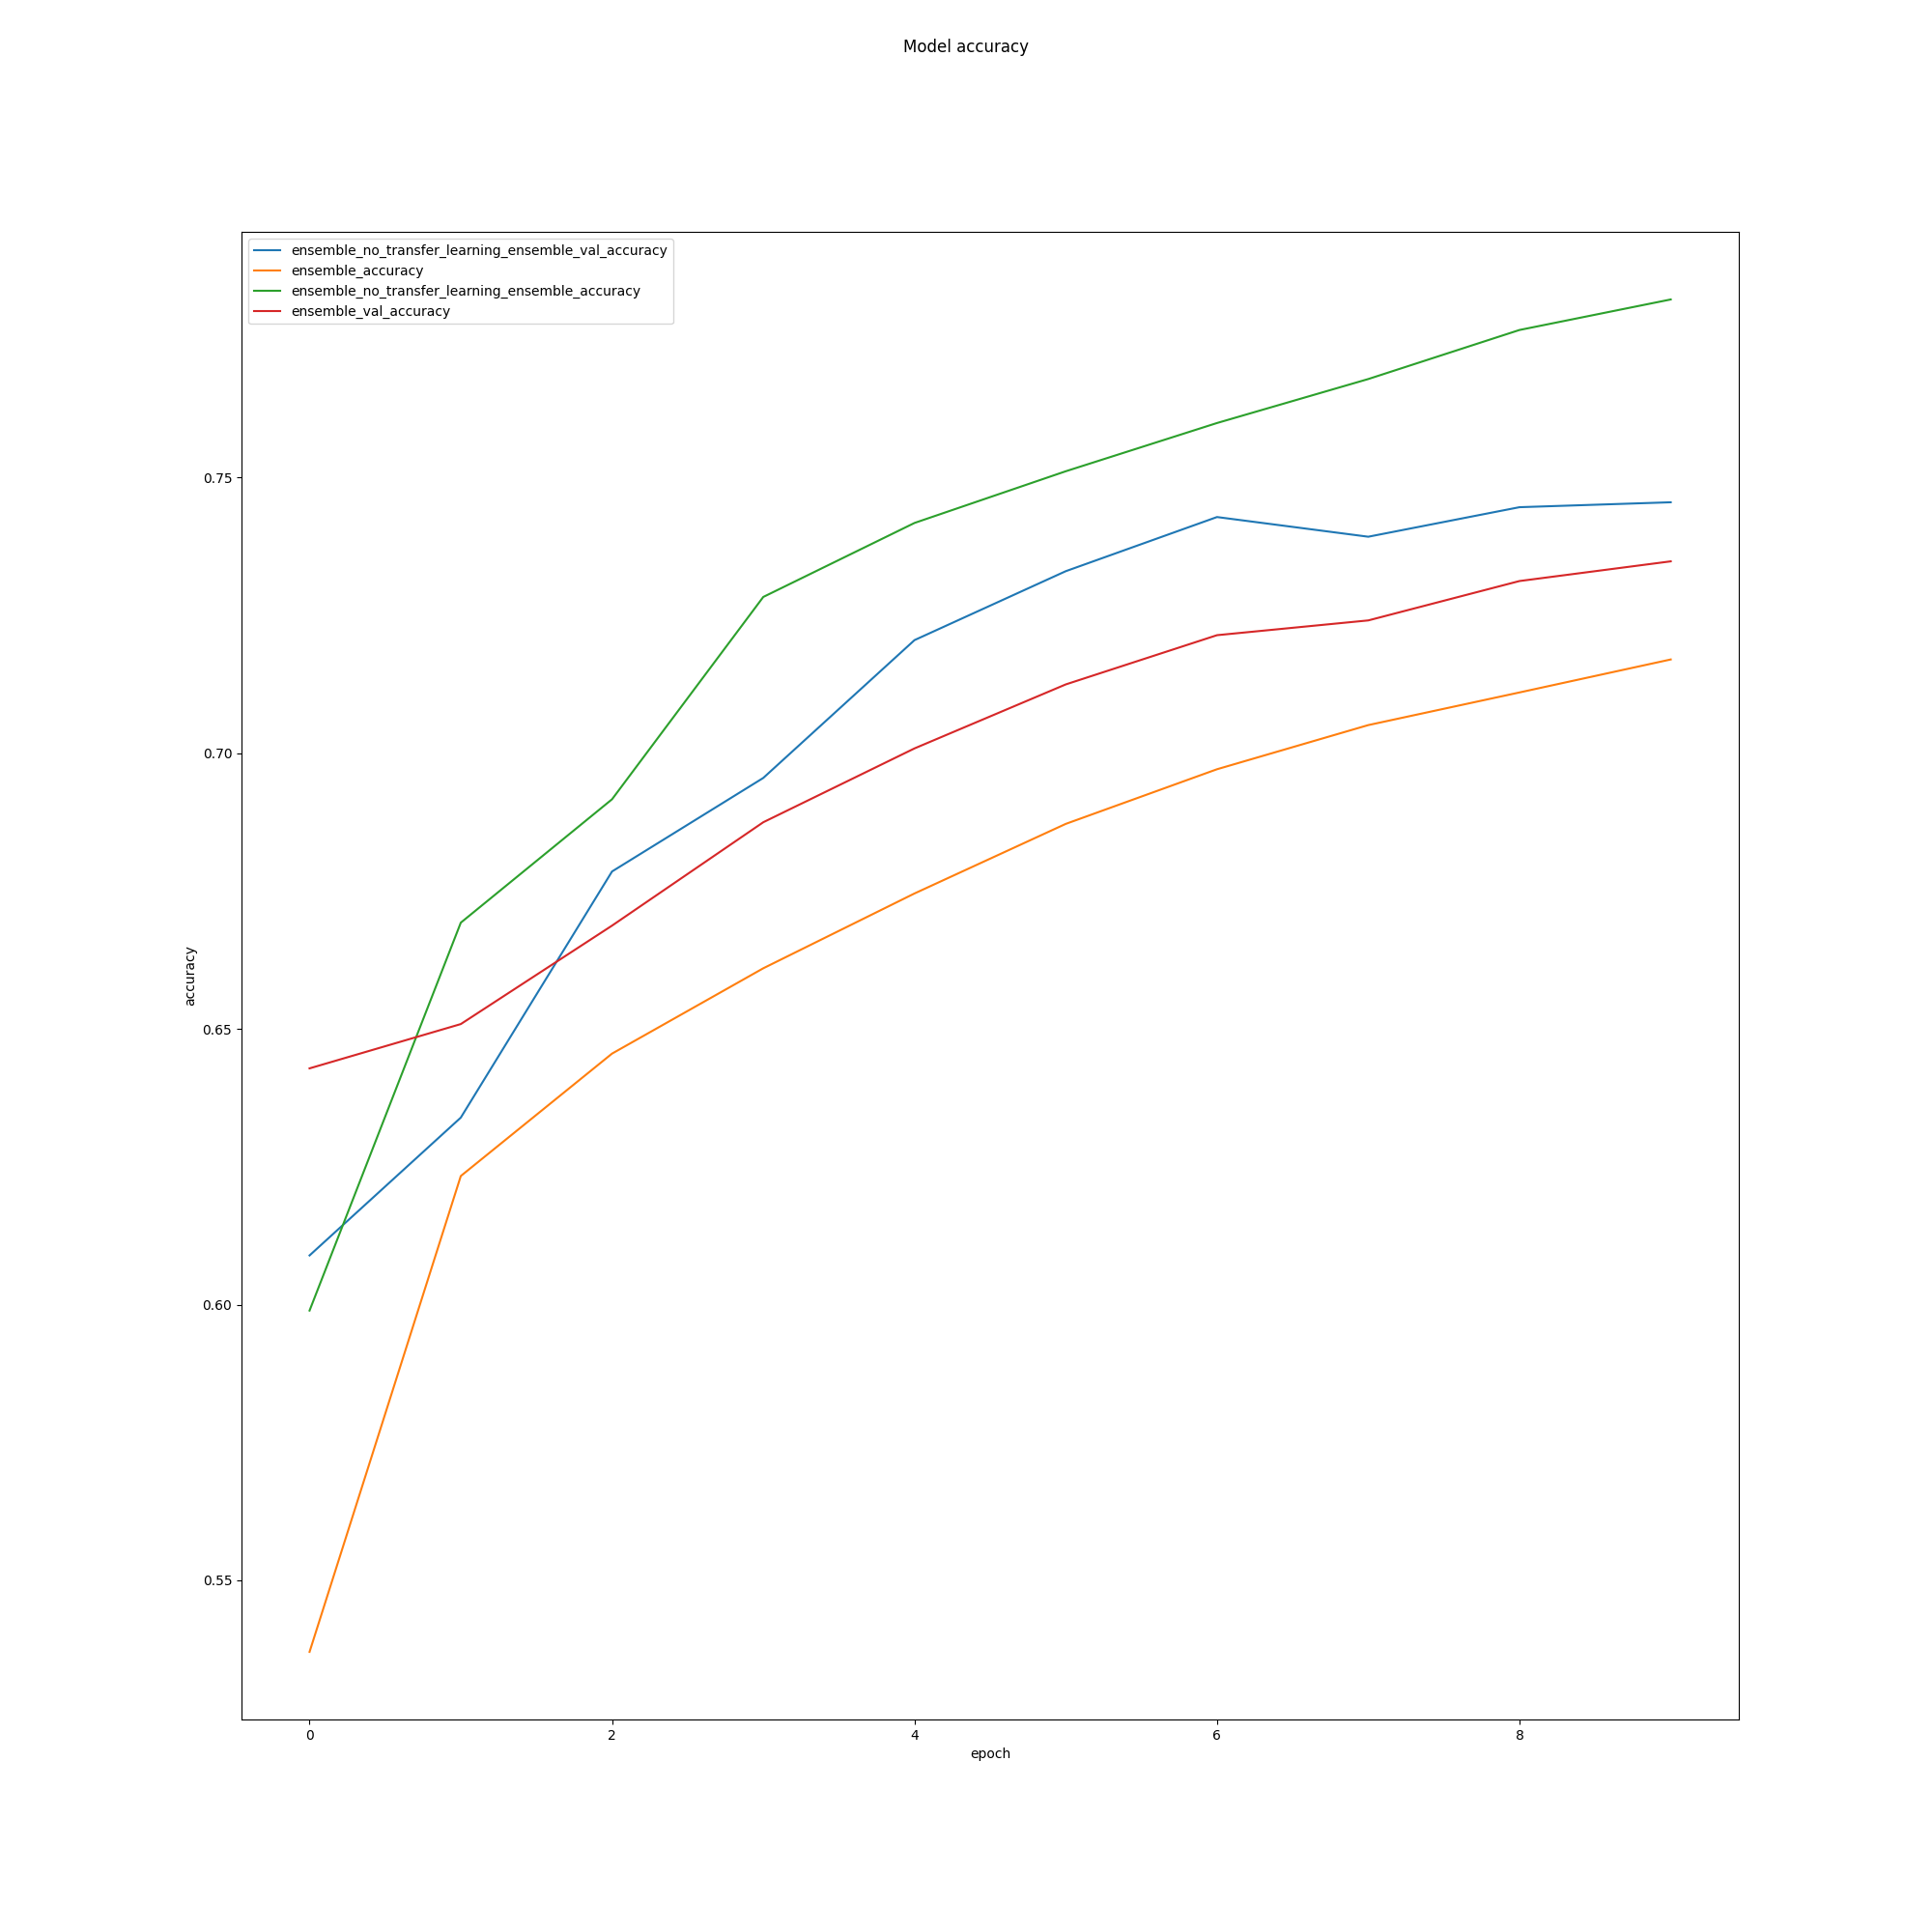 Model accuracy
ensemble_no_transfer_learning_ensemble_val_accuracy
ensemble_accuracy
ensemble_no_transfer_learning_ensemble_accuracy
ensemble_val_accuracy
0.75
0.70
accuracy
0.65
0.60
0.55
0 2 4 6 8
epoch